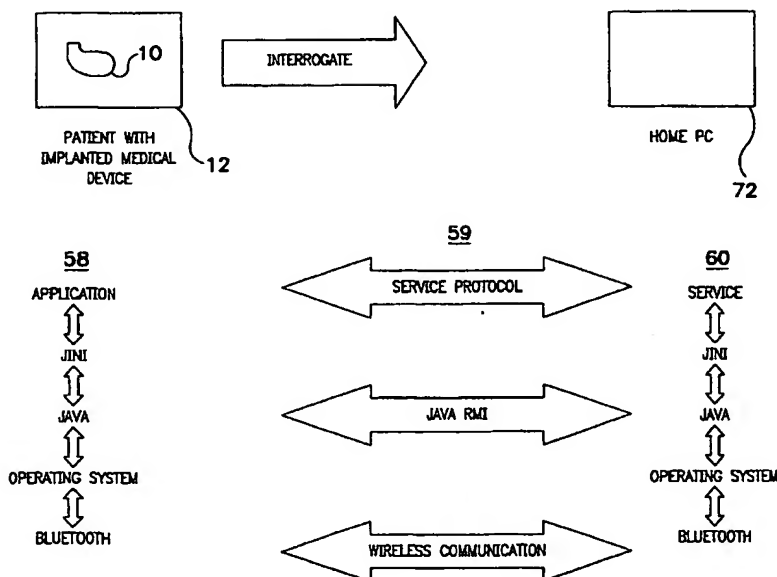 10
INTERROGATE
PATIENT WITH
IMPLANTED MEDICAL
DEVICE
12
HOME PC
72
58
59
60
APPLICATION
SERVICE PROTOCOL
SERVICE
JINI
JINI
JAVA
JAVA RMI
JAVA
OPERATING SYSTEM
OPERATING SYSTEM
BLUETOOTH
WIRELESS COMMUNICATION
BLUETOOTH